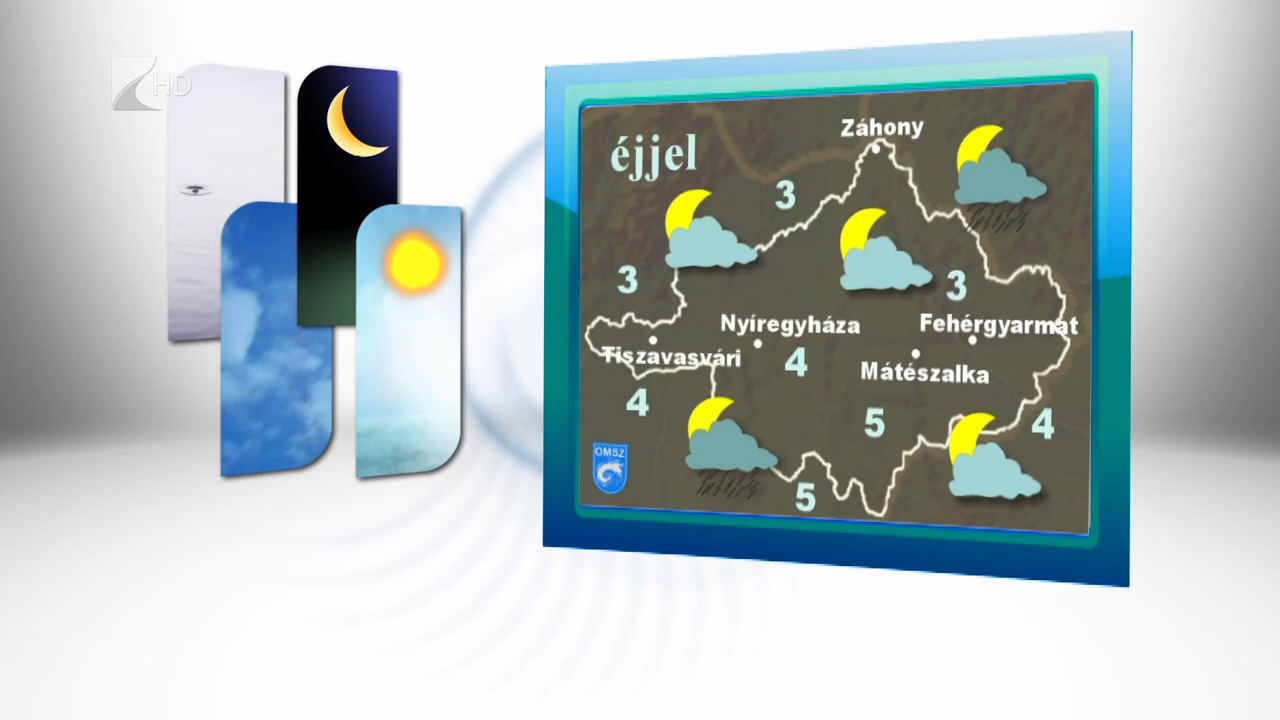 HD
éjjel
Záhony
3
3
3
Nyíregyháza
Fehérgyarmat
Tiszavasvári
4
Mátészalka
4
5
4
5
OMSZ